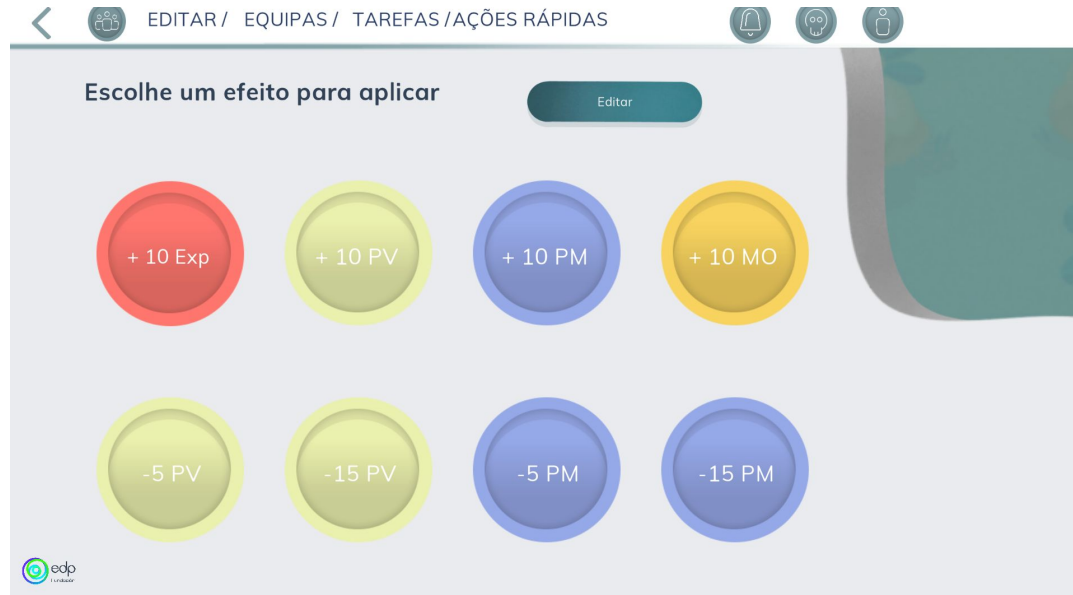 EDITAR / EQUIPAS / TAREFAS /AÇÕES RÁPIDAS
Escolhe um efeito para aplicar
Editar
+ 10 Exp
+ 10 PV
+ 10 PM
+ 10 MO
-5 PV
-15 PV
-5 PM
-15 PM
edp